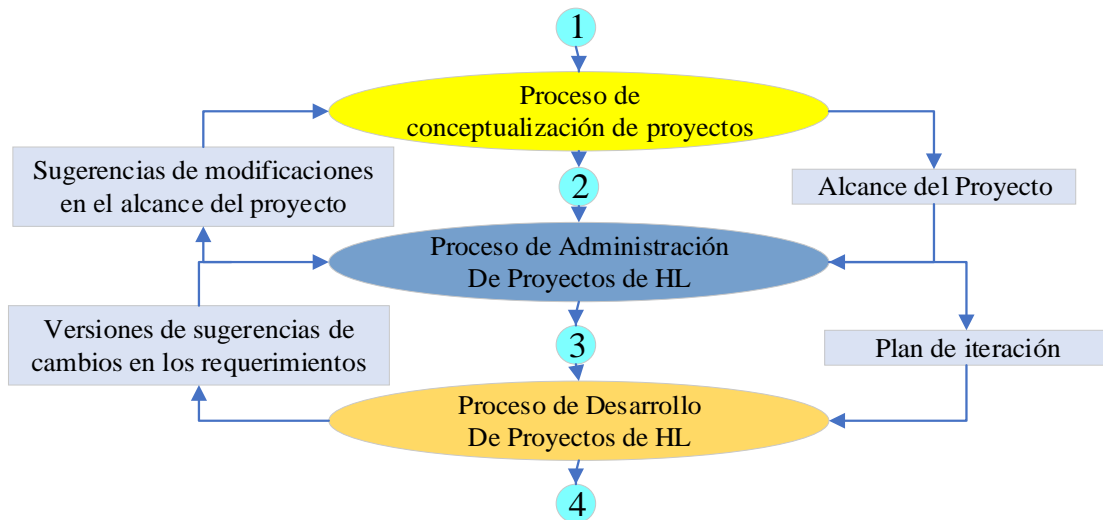 1
Proceso de
conceptualización de proyectos
Sugerencias de modificaciones
en el alcance del proyecto
2
Alcance del Proyecto
Proceso de Administración
De Proyectos de HL
Versiones de sugerencias de
cambios en los requerimientos
3
Plan de iteración
Proceso de Desarrollo
De Proyectos de HL
4